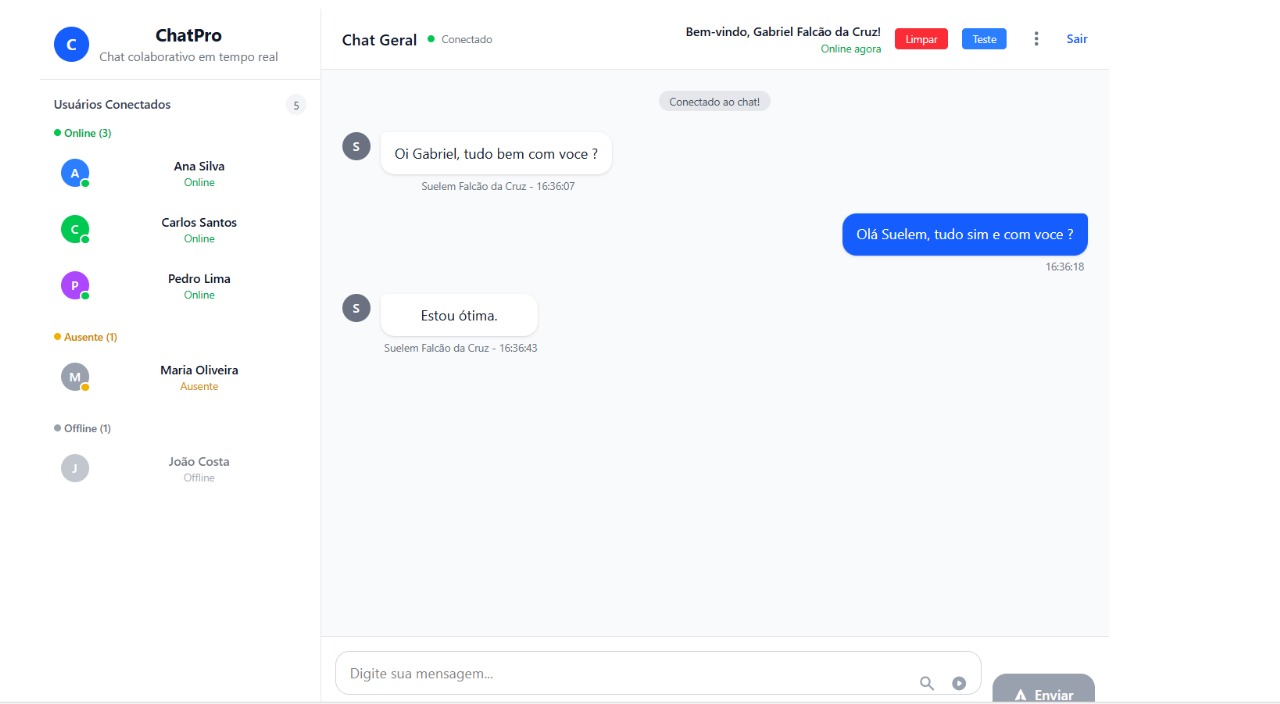 C
ChatPro
Chat colaborativo em tempo real
Usuários Conectados
5
Online (3)
A
Ana Silva
Online
C
Carlos Santos
Online
P
Pedro Lima
Online
Ausente (1)
M
Maria Oliveira
Ausente
Offline (1)
J
João Costa
Offline
Chat Geral
Conectado
Bem-vindo, Gabriel Falcão da Cruz!
Online agora
Limpar
Teste
Sair
Conectado ao chat!
S
Oi Gabriel, tudo bem com voce ?
Suelem Falcão da Cruz - 16:36:07
Olá Suelem, tudo sim e com voce ?
16:36:18
S
Estou ótima.
Suelem Falcão da Cruz - 16:36:43
Digite sua mensagem...
Enviar